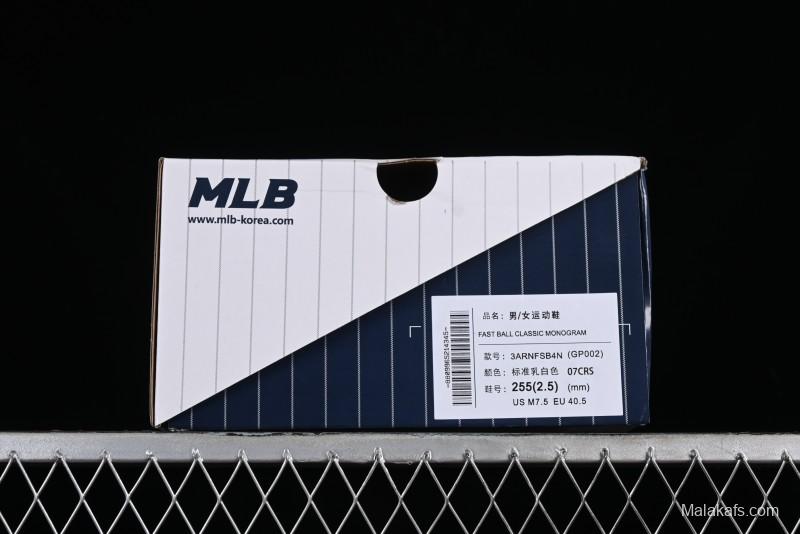 MLB
www.mlb-korea.com
品名: 男/女运动鞋
FAST BALL CLASSIC MONOGRAM
款号: 3ARNFSB4N (GP002)
颜色: 标准乳白色 07CRS
鞋号: 255(2.5) (mm)
US M7.5 EU 40.5
Malakafs.com